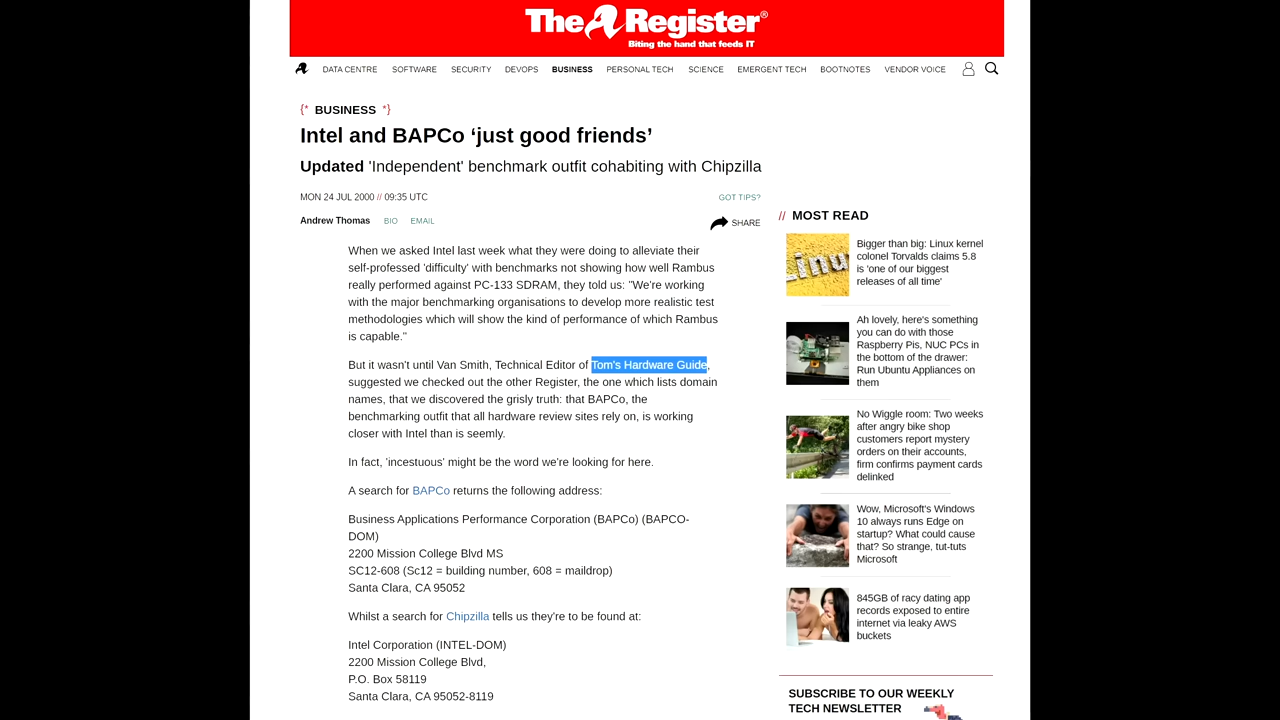 The Register®
Biting the hand that feeds IT
DATA CENTRE SOFTWARE SECURITY DEVOPS BUSINESS PERSONAL TECH SCIENCE EMERGENT TECH BOOTNOTES VENDOR VOICE
{* BUSINESS *}
Intel and BAPCo ‘just good friends’
Updated 'Independent' benchmark outfit cohabiting with Chipzilla
MON 24 JUL 2000 // 09:35 UTC
GOT TIPS?
Andrew Thomas BIO EMAIL
SHARE
When we asked Intel last week what they were doing to alleviate their
self-professed 'difficulty' with benchmarks not showing how well Rambus
really performed against PC-133 SDRAM, they told us: "We're working
with the major benchmarking organisations to develop more realistic test
methodologies which will show the kind of performance of which Rambus
is capable."
But it wasn't until Van Smith, Technical Editor of Tom's Hardware Guide,
suggested we checked out the other Register, the one which lists domain
names, that we discovered the grisly truth: that BAPCo, the
benchmarking outfit that all hardware review sites rely on, is working
closer with Intel than is seemly.
In fact, 'incestuous' might be the word we're looking for here.
A search for BAPCo returns the following address:
Business Applications Performance Corporation (BAPCo) (BAPCO-
DOM)
2200 Mission College Blvd MS
SC12-608 (Sc12 = building number, 608 = maildrop)
Santa Clara, CA 95052
Whilst a search for Chipzilla tells us they're to be found at:
Intel Corporation (INTEL-DOM)
2200 Mission College Blvd,
P.O. Box 58119
Santa Clara, CA 95052-8119
// MOST READ
Linu
Bigger than big: Linux kernel
colonel Torvalds claims 5.8
is 'one of our biggest
releases of all time'
Ah lovely, here's something
you can do with those
Raspberry Pis, NUC PCs in
the bottom of the drawer:
Run Ubuntu Appliances on
them
No Wiggle room: Two weeks
after angry bike shop
customers report mystery
orders on their accounts,
firm confirms payment cards
delinked
Wow, Microsoft's Windows
10 always runs Edge on
startup? What could cause
that? So strange, tut-tuts
Microsoft
845GB of racy dating app
records exposed to entire
internet via leaky AWS
buckets
SUBSCRIBE TO OUR WEEKLY
TECH NEWSLETTER